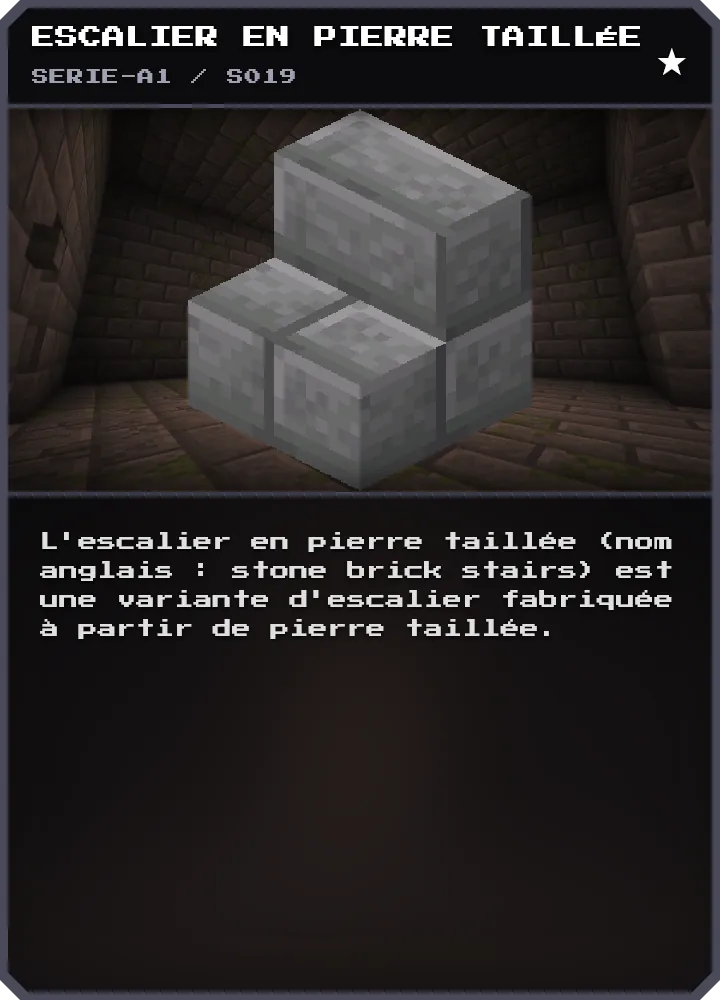 ESCALIER EN PIERRE TAILLéE
SERIE-A1 / S019
L'escalier en pierre taillée (nom
anglais : stone brick stairs) est
une variante d'escalier fabriquée
à partir de pierre taillée.